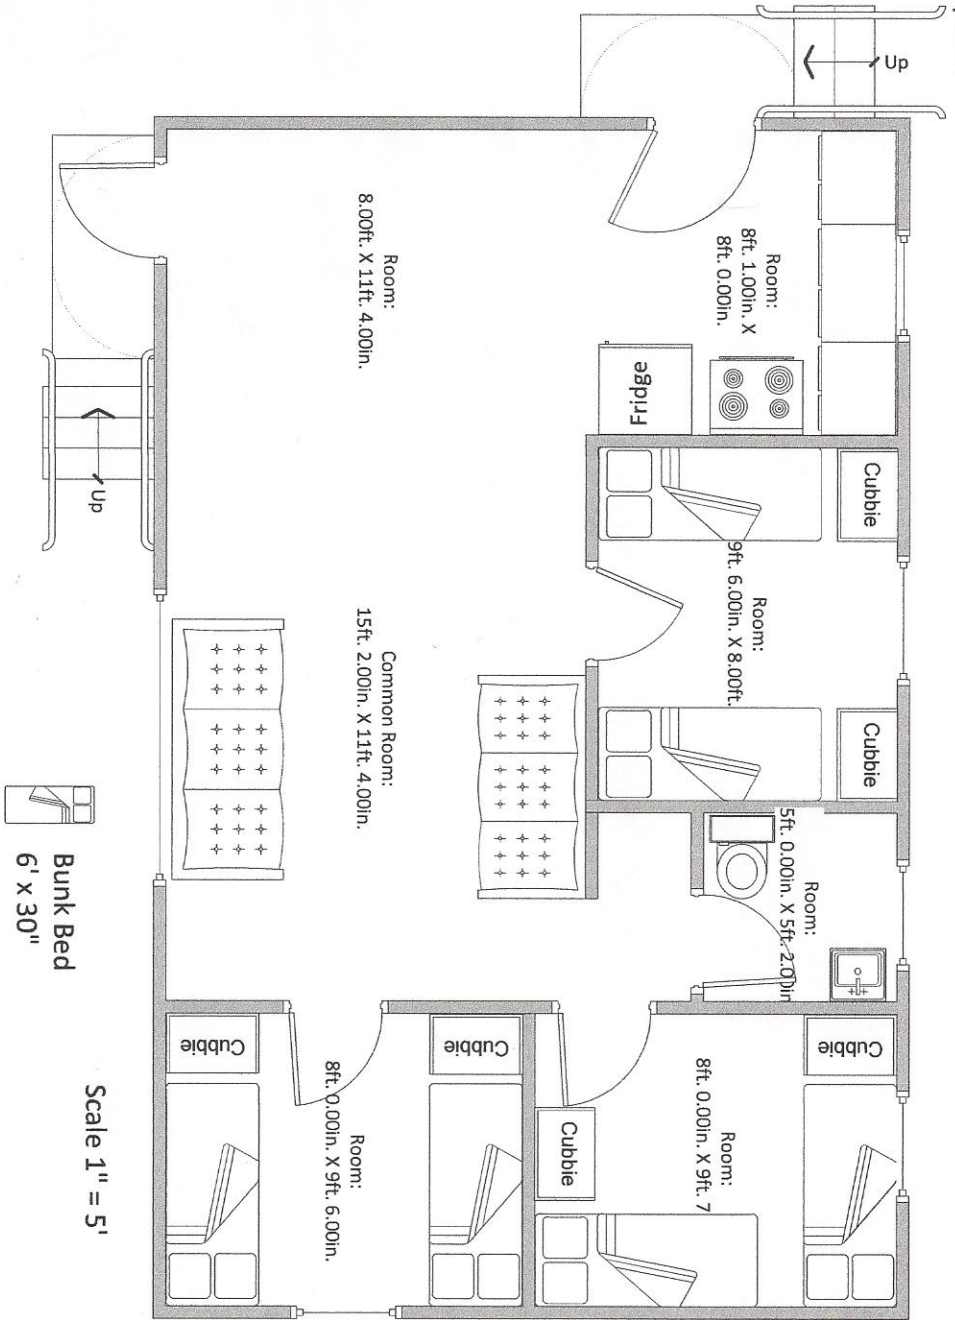 Up
Room:
8ft. 1.00in. X
8ft. 0.00in.
Fridge
Cubbie
Room:
9ft. 6.00in. X 8.00ft.
Cubbie
Room:
5ft. 0.00in. X 5ft. 2.00in
Cubbie
Room:
8ft. 0.00in. X 9ft. 7
Cubbie
Room:
8.00ft. X 11ft. 4.00in.
Common Room:
15ft. 2.00in. X 11ft. 4.00in.
Cubbie
Room:
8ft. 0.00in. X 9ft. 6.00in.
Cubbie
Up
Bunk Bed
6' x 30"
Scale 1" = 5'